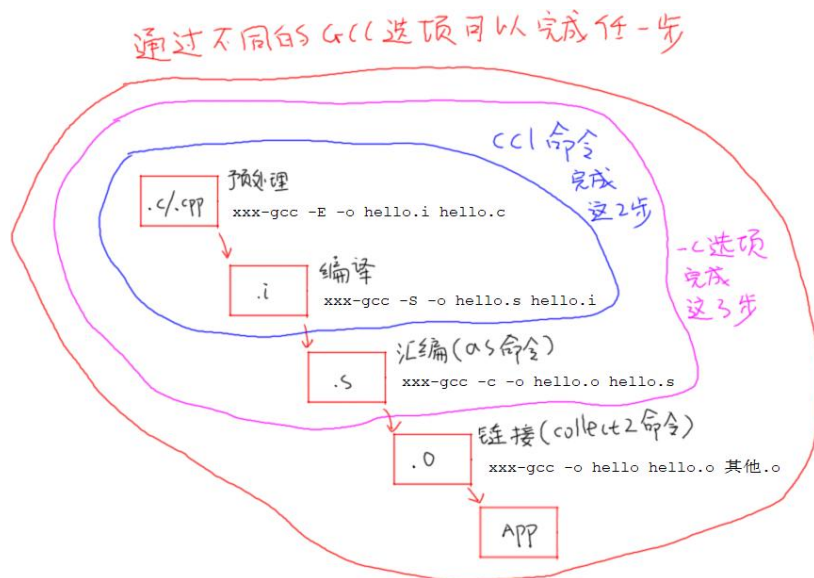 通过不同的GCC选项可以完成任一步
CC1命令
完成
这2步
预处理
.c/.cpp
xxx-gcc -E -o hello.i hello.c
-c选项
完成
这3步
编译
.i
xxx-gcc -S -o hello.s hello.i
汇编(as命令)
.s
xxx-gcc -c -o hello.o hello.s
链接(collect2命令)
.o
xxx-gcc -o hello hello.o 其他.o
APP